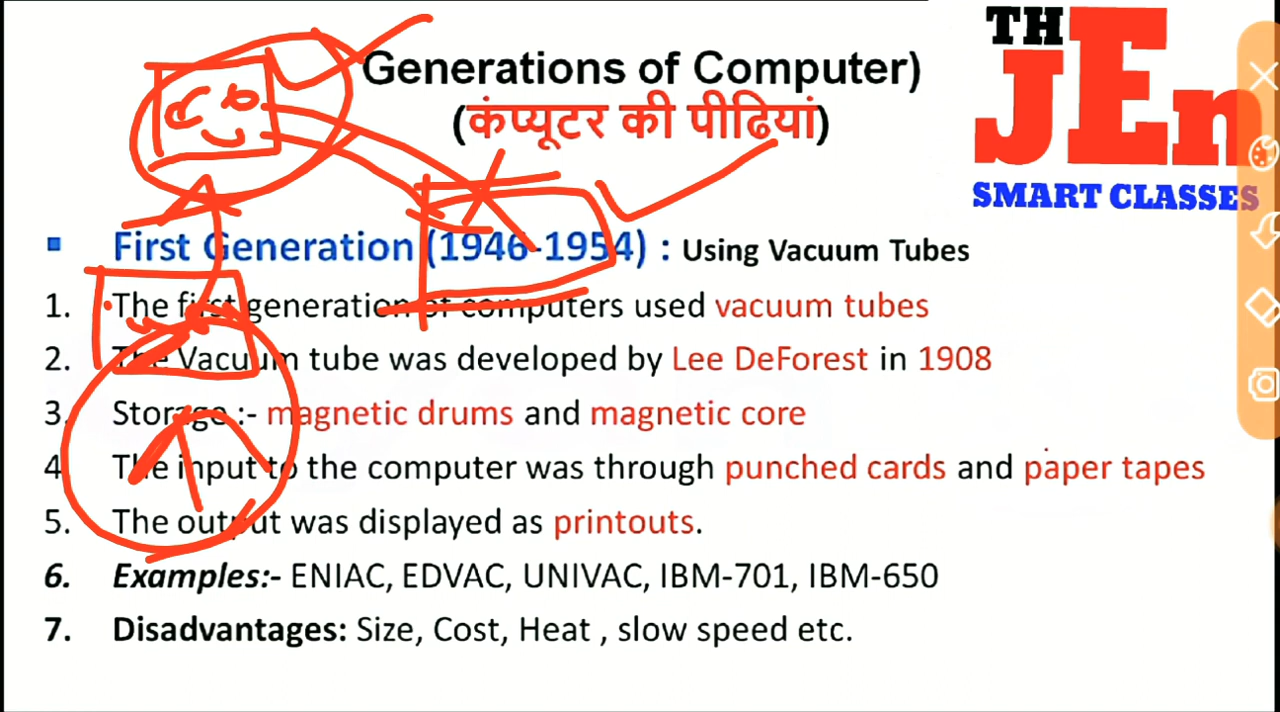 Generations of Computer)
(कंप्यूटर की पीढियां)
TH
JEn
SMART CLASSES
▪ First Generation (1946-1954) : Using Vacuum Tubes
1. The first generation of computers used vacuum tubes
2. The Vacuum tube was developed by Lee DeForest in 1908
3. Storage :- magnetic drums and magnetic core
4. The input to the computer was through punched cards and paper tapes
5. The output was displayed as printouts.
6. Examples:- ENIAC, EDVAC, UNIVAC, IBM-701, IBM-650
7. Disadvantages: Size, Cost, Heat , slow speed etc.